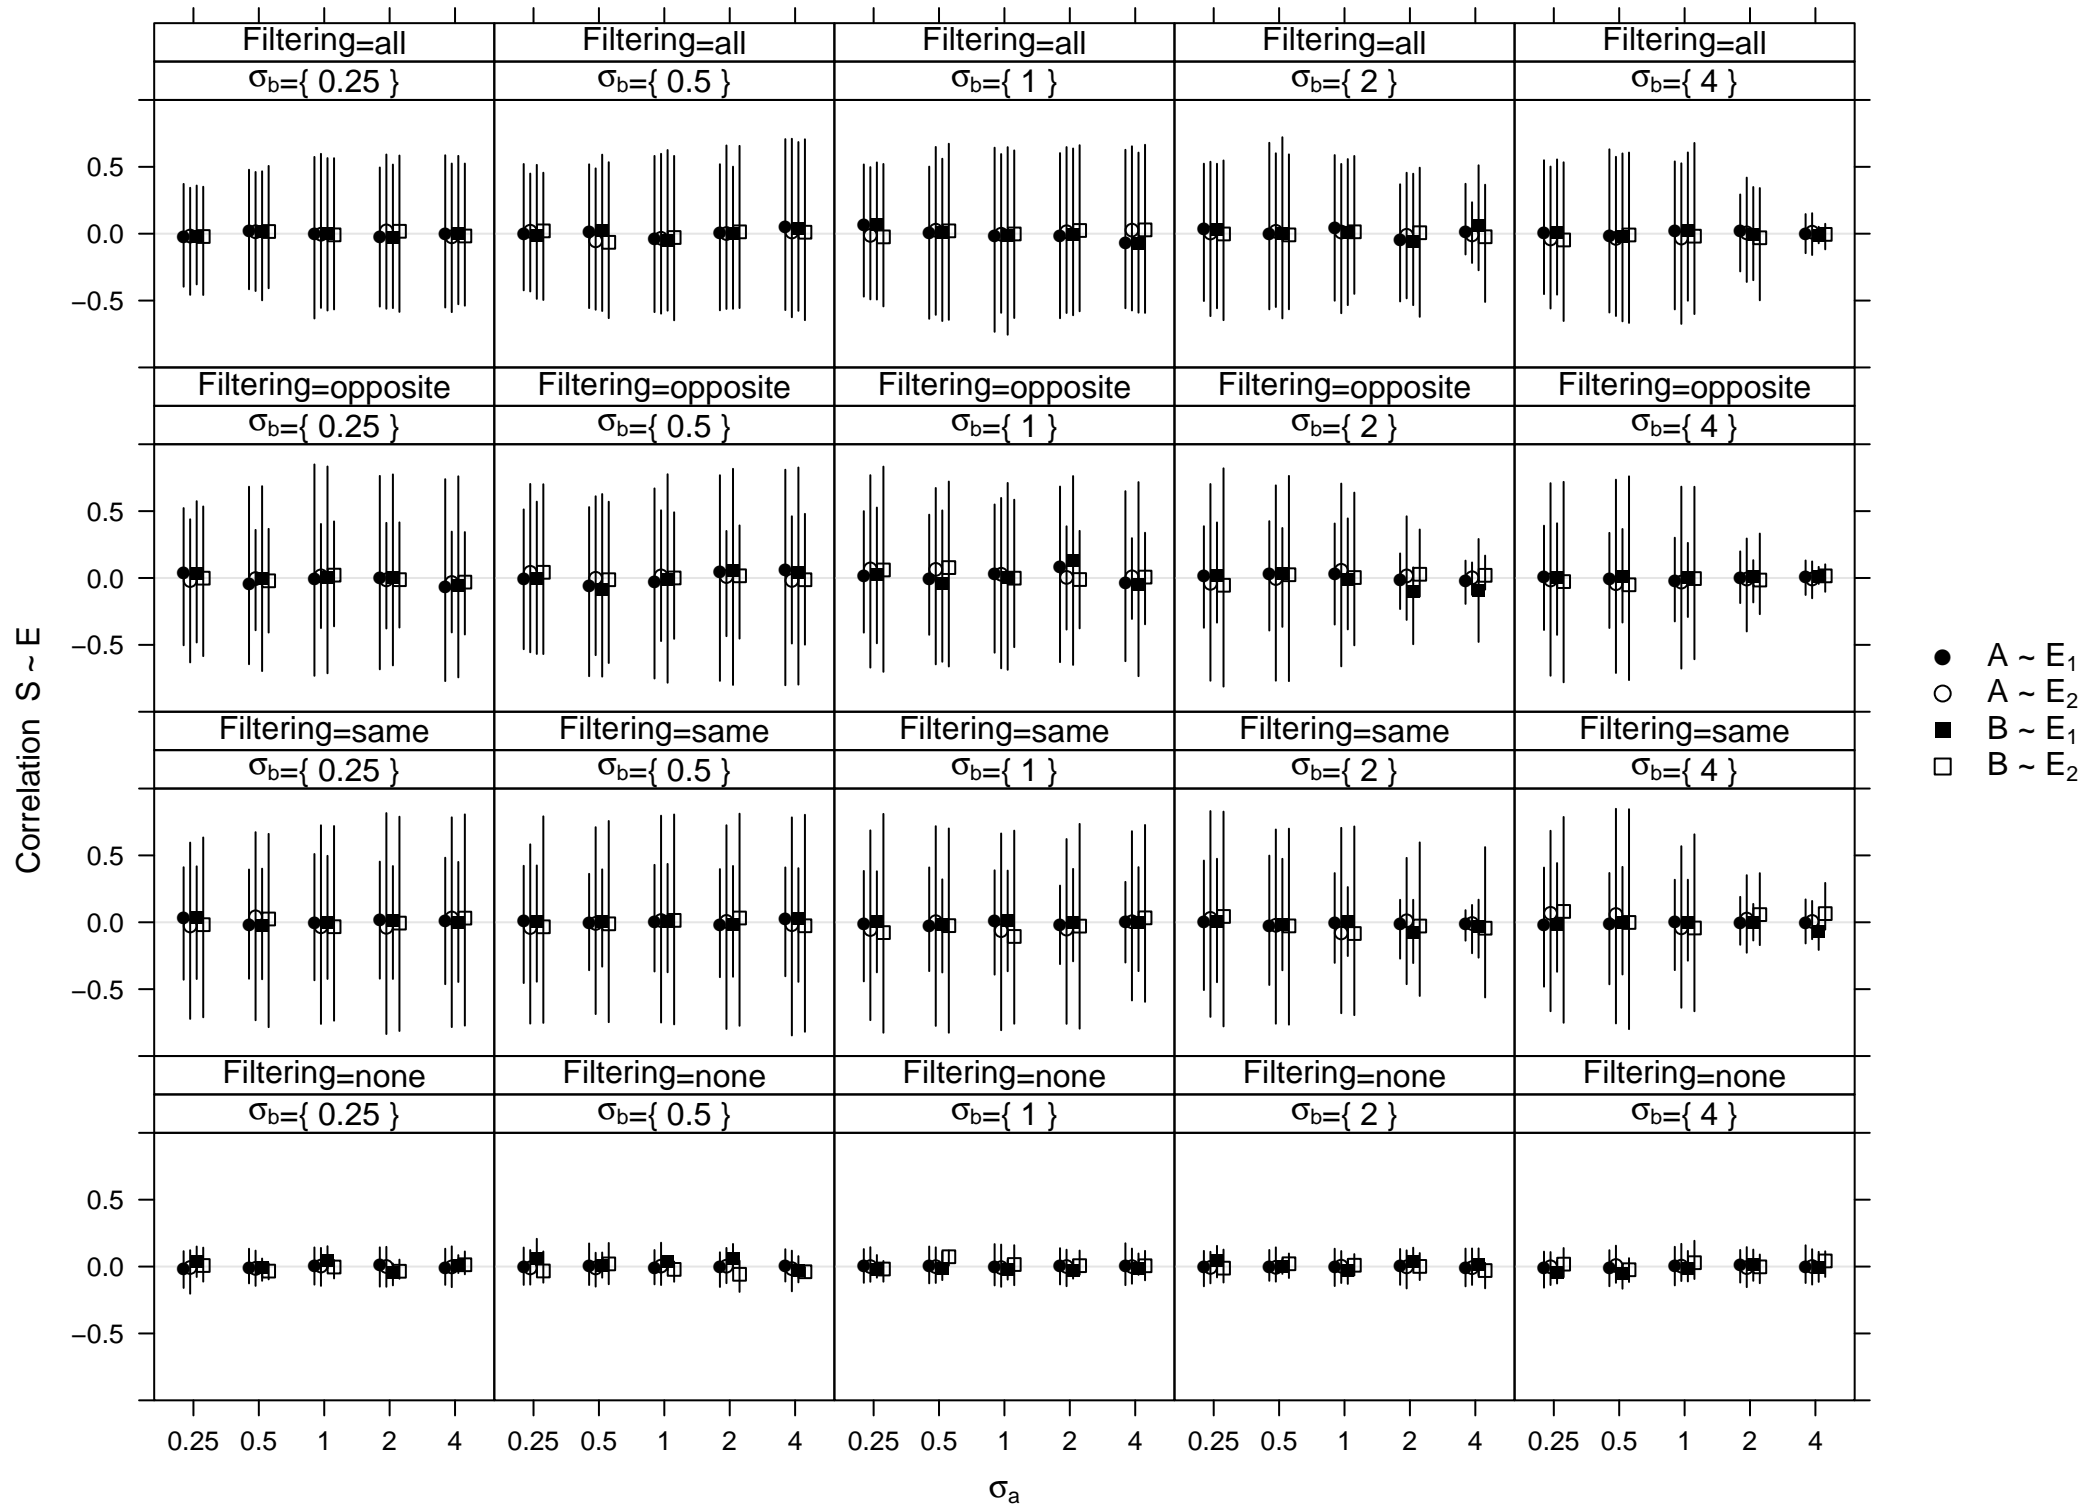 Filtering=all Filtering=all Filtering=all Filtering=all Filtering=all
σb={ 0.25 } σb={ 0.5 } σb={ 1 } σb={ 2 } σb={ 4 }
0.5
0.0
−0.5
Filtering=opposite Filtering=opposite Filtering=opposite Filtering=opposite Filtering=opposite
σb={ 0.25 } σb={ 0.5 } σb={ 1 } σb={ 2 } σb={ 4 }
0.5
0.0
−0.5
Filtering=same Filtering=same Filtering=same Filtering=same Filtering=same
σb={ 0.25 } σb={ 0.5 } σb={ 1 } σb={ 2 } σb={ 4 }
0.5
0.0
−0.5
Filtering=none Filtering=none Filtering=none Filtering=none Filtering=none
σb={ 0.25 } σb={ 0.5 } σb={ 1 } σb={ 2 } σb={ 4 }
0.5
0.0
−0.5
0.25 0.5 1 2 4 0.25 0.5 1 2 4 0.25 0.5 1 2 4 0.25 0.5 1 2 4 0.25 0.5 1 2 4
σa
Correlation S ~ E
A ~ E1
A ~ E2
B ~ E1
B ~ E2